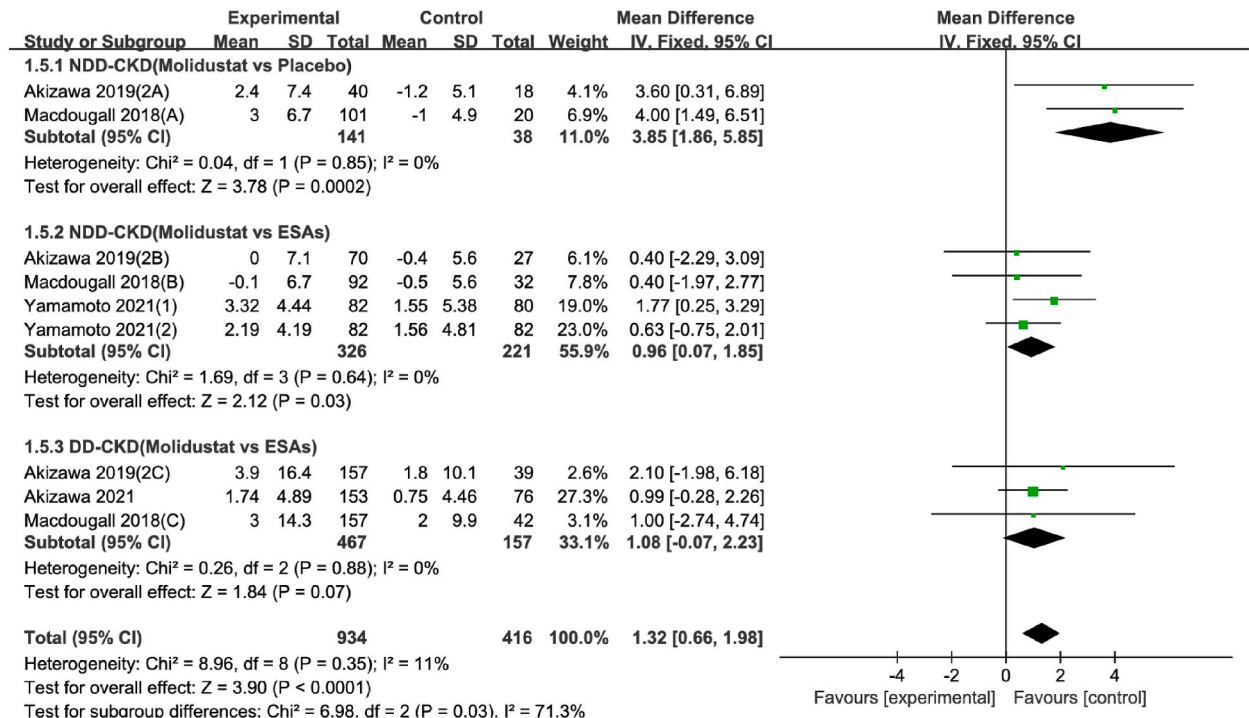 Experimental Control Mean Difference Mean Difference
Study or Subgroup Mean SD Total Mean SD Total Weight IV. Fixed. 95% CI IV. Fixed. 95% CI
1.5.1 NDD-CKD(Molidustat vs Placebo)
Akizawa 2019(2A) 2.4 7.4 40 -1.2 5.1 18 4.1% 3.60 [0.31, 6.89]
Macdougall 2018(A) 3 6.7 101 -1 4.9 20 6.9% 4.00 [1.49, 6.51]
Subtotal (95% CI) 141 38 11.0% 3.85 [1.86, 5.85]
Heterogeneity: Chi² = 0.04, df = 1 (P = 0.85); I² = 0%
Test for overall effect: Z = 3.78 (P = 0.0002)
1.5.2 NDD-CKD(Molidustat vs ESAs)
Akizawa 2019(2B) 0 7.1 70 -0.4 5.6 27 6.1% 0.40 [-2.29, 3.09]
Macdougall 2018(B) -0.1 6.7 92 -0.5 5.6 32 7.8% 0.40 [-1.97, 2.77]
Yamamoto 2021(1) 3.32 4.44 82 1.55 5.38 80 19.0% 1.77 [0.25, 3.29]
Yamamoto 2021(2) 2.19 4.19 82 1.56 4.81 82 23.0% 0.63 [-0.75, 2.01]
Subtotal (95% CI) 326 221 55.9% 0.96 [0.07, 1.85]
Heterogeneity: Chi² = 1.69, df = 3 (P = 0.64); I² = 0%
Test for overall effect: Z = 2.12 (P = 0.03)
1.5.3 DD-CKD(Molidustat vs ESAs)
Akizawa 2019(2C) 3.9 16.4 157 1.8 10.1 39 2.6% 2.10 [-1.98, 6.18]
Akizawa 2021 1.74 4.89 153 0.75 4.46 76 27.3% 0.99 [-0.28, 2.26]
Macdougall 2018(C) 3 14.3 157 2 9.9 42 3.1% 1.00 [-2.74, 4.74]
Subtotal (95% CI) 467 157 33.1% 1.08 [-0.07, 2.23]
Heterogeneity: Chi² = 0.26, df = 2 (P = 0.88); I² = 0%
Test for overall effect: Z = 1.84 (P = 0.07)
Total (95% CI) 934 416 100.0% 1.32 [0.66, 1.98]
Heterogeneity: Chi² = 8.96, df = 8 (P = 0.35); I² = 11%
Test for overall effect: Z = 3.90 (P < 0.0001)
Test for subgroup differences: Chi² = 6.98. df = 2 (P = 0.03). I² = 71.3%
-4 -2 0 2 4
Favours [experimental] Favours [control]